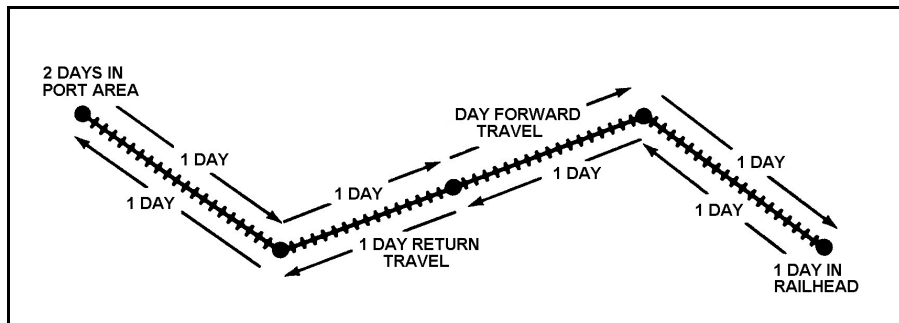 2 DAYS IN
PORT AREA
1 DAY
1 DAY
1 DAY
DAY FORWARD
TRAVEL
1 DAY
1 DAY RETURN
TRAVEL
1 DAY
1 DAY
1 DAY IN
RAILHEAD